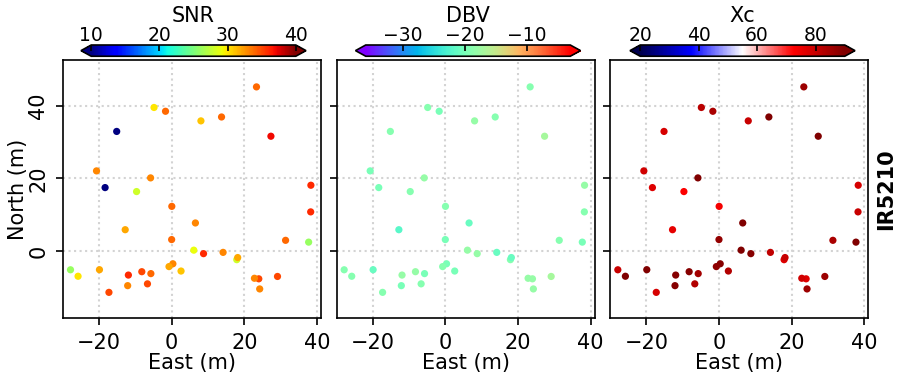 SNR DBV Xc
10 20 30 40 −30 −20 −10 20 40 60 80
40
20
0
North (m)
IR5210
−20 0 20 40 −20 0 20 40 −20 0 20 40
East (m) East (m) East (m)